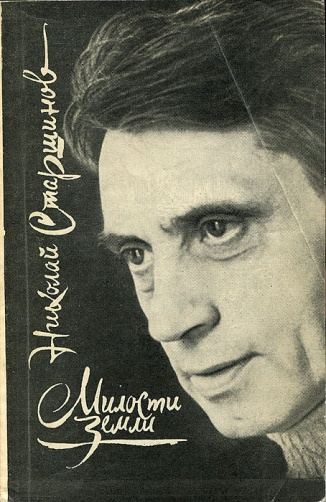 Николай Старшинов
Милости
земли